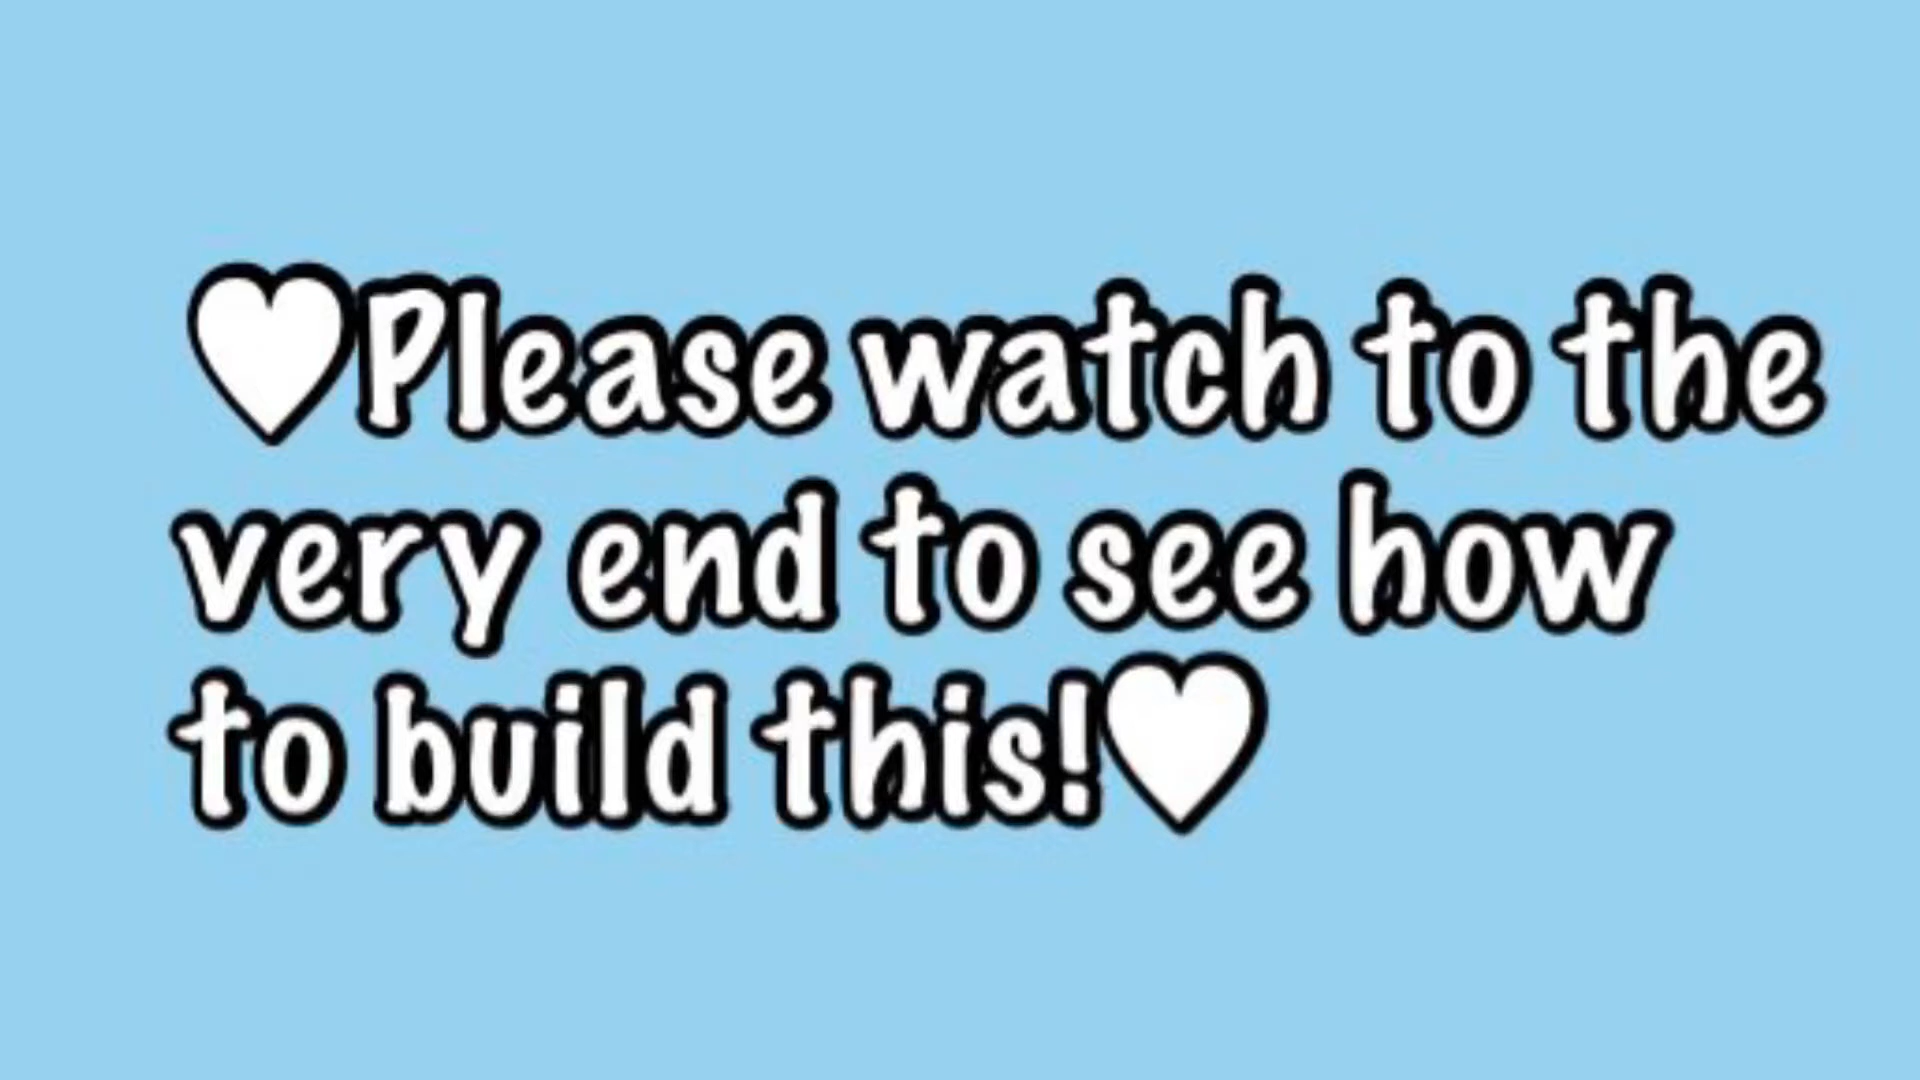 ♥Please watch to the
very end to see how
to build this!♥